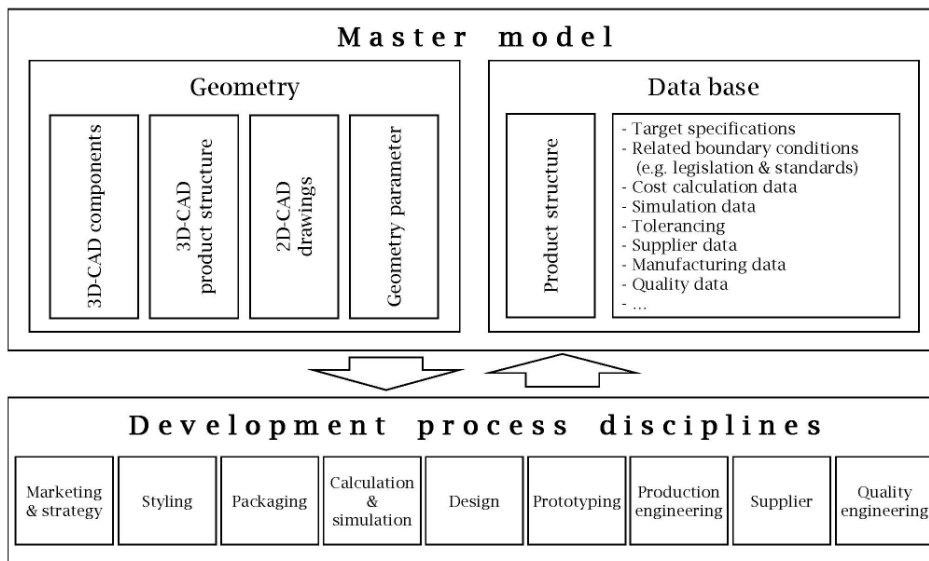 Master model
Geometry
3D-CAD components
3D-CAD
product structure
2D-CAD
drawings
Geometry parameter
Data base
Product structure
- Target specifications
- Related boundary conditions
(e.g. legislation & standards)
- Cost calculation data
- Simulation data
- Tolerancing
- Supplier data
- Manufacturing data
- Quality data
- ...
Development process disciplines
Marketing
& strategy
Styling
Packaging
Calculation
&
simulation
Design
Prototyping
Production
engineering
Supplier
Quality
engineering